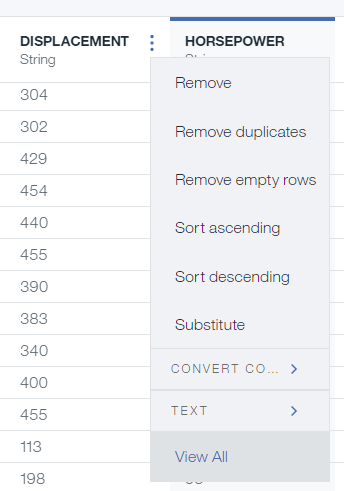 DISPLACEMENT
HORSEPOWER
String
304
302
429
454
440
455
390
383
340
400
455
113
198
Remove
Remove duplicates
Remove empty rows
Sort ascending
Sort descending
Substitute
CONVERT CO...
TEXT
View All